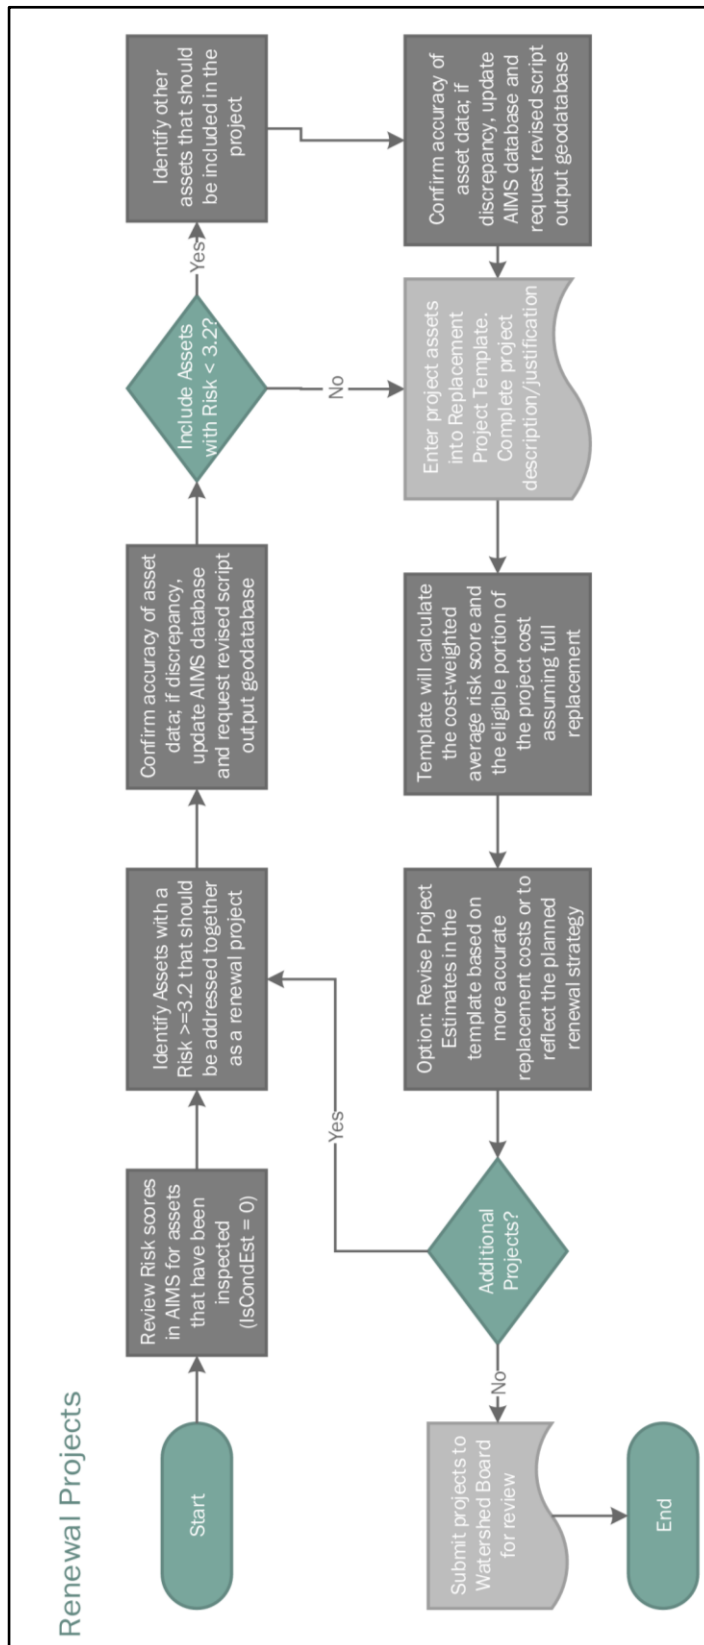 Renewal Projects
Start
Review Risk scores
in AIMS for assets
that have been
inspected
(IsCondEst = 0)
Identify Assets with a
Risk >=3.2 that should
be addressed together
as a renewal project
Confirm accuracy of asset
data; if discrepancy,
update AIMS database
and request revised script
output geodatabase
Include Assets
with Risk < 3.2?
Yes
Identify other
assets that should
be included in the
project
No
Confirm accuracy of
asset data; if
discrepancy, update
AIMS database and
request revised script
output geodatabase
Enter project assets
into Replacement
Project Template.
Complete project
description/justification
Template will calculate
the cost-weighted
average risk score and
the eligible portion of
the project cost
assuming full
replacement
Option: Revise Project
Estimates in the
template based on
more accurate
replacement costs or to
reflect the planned
renewal strategy
Yes
Additional
Projects?
No
Submit projects to
Watershed Board
for review
End